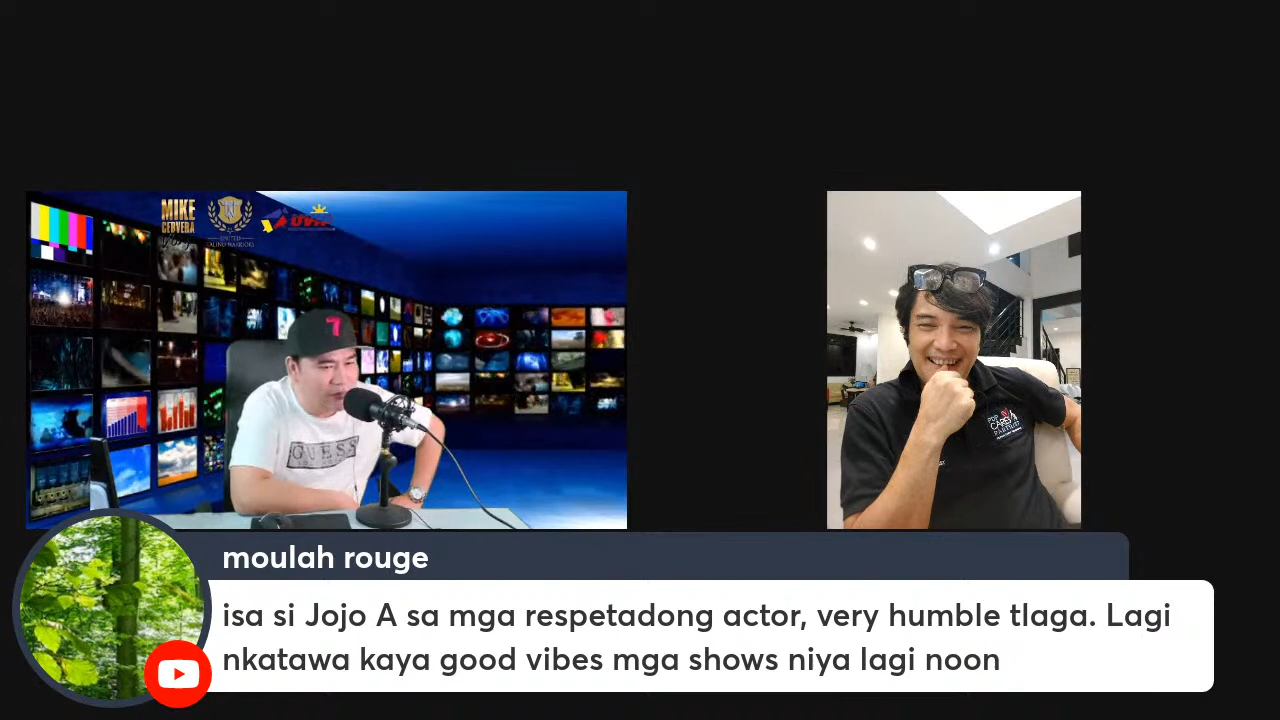 MIKE
CERVERA
UNITED
GUESS
moulah rouge
isa si Jojo A sa mga respetadong actor, very humble tlaga. Lagi
nkatawa kaya good vibes mga shows niya lagi noon